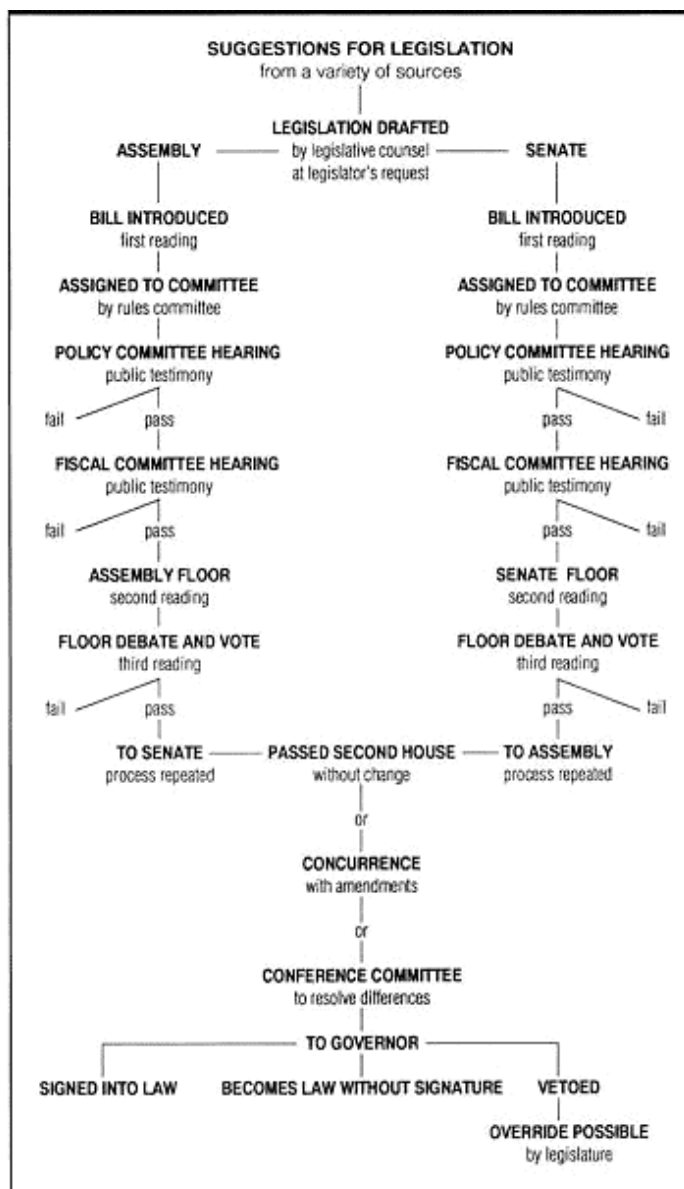 SUGGESTIONS FOR LEGISLATION
from a variety of sources
LEGISLATION DRAFTED
by legislative counsel
at legislator's request
ASSEMBLY
SENATE
BILL INTRODUCED
first reading
ASSIGNED TO COMMITTEE
by rules committee
POLICY COMMITTEE HEARING
public testimony
fail
pass
FISCAL COMMITTEE HEARING
public testimony
fail
pass
ASSEMBLY FLOOR
second reading
FLOOR DEBATE AND VOTE
third reading
fail
pass
TO SENATE
process repeated
BILL INTRODUCED
first reading
ASSIGNED TO COMMITTEE
by rules committee
POLICY COMMITTEE HEARING
public testimony
pass
fail
FISCAL COMMITTEE HEARING
public testimony
pass
fail
SENATE FLOOR
second reading
FLOOR DEBATE AND VOTE
third reading
pass
fail
TO ASSEMBLY
process repeated
PASSED SECOND HOUSE
without change
or
CONCURRENCE
with amendments
or
CONFERENCE COMMITTEE
to resolve differences
TO GOVERNOR
SIGNED INTO LAW
BECOMES LAW WITHOUT SIGNATURE
VETOED
OVERRIDE POSSIBLE
by legislature